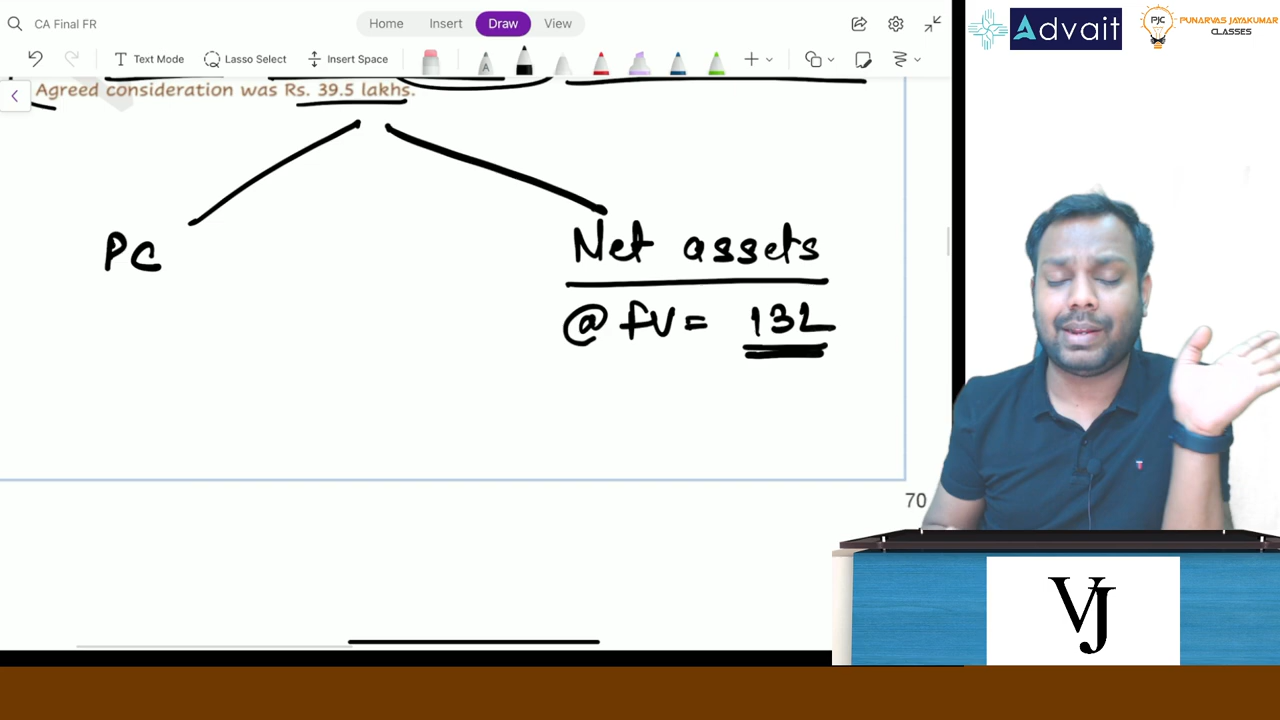 CA Final FR
Home Insert Draw View
Text Mode Lasso Select Insert Space
Agreed consideration was Rs. 39.5 lakhs.
PC
Net assets
@ fV = 132
70
Advait
PJC
PUNARVAS JAYAKUMAR
CLASSES
VJ